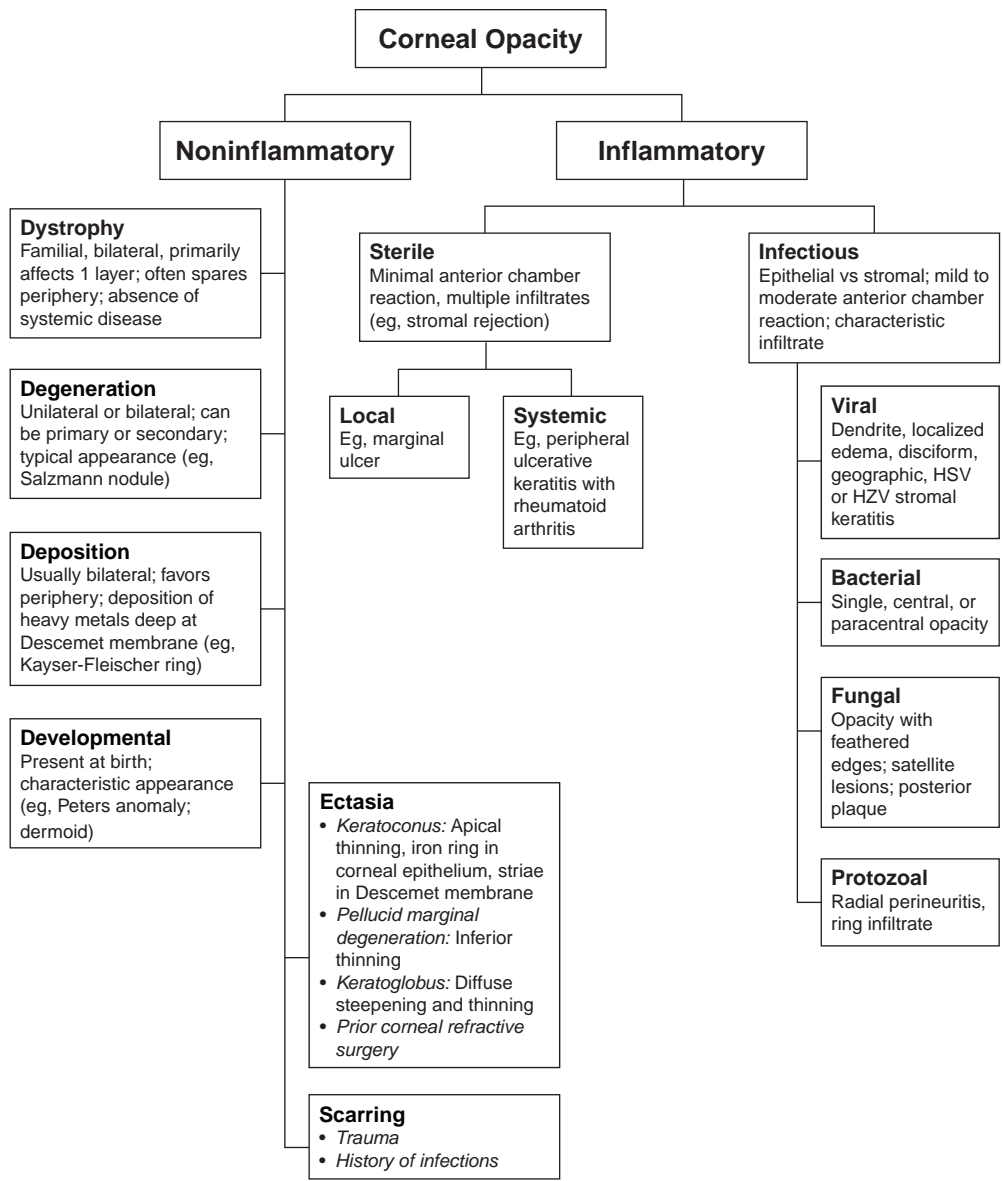 Corneal Opacity
Noninflammatory
Inflammatory
Dystrophy
Familial, bilateral, primarily
affects 1 layer; often spares
periphery; absence of
systemic disease
Degeneration
Unilateral or bilateral; can
be primary or secondary;
typical appearance (eg,
Salzmann nodule)
Deposition
Usually bilateral; favors
periphery; deposition of
heavy metals deep at
Descemet membrane (eg,
Kayser-Fleischer ring)
Developmental
Present at birth;
characteristic appearance
(eg, Peters anomaly;
dermoid)
Ectasia
• Keratoconus: Apical
thinning, iron ring in
corneal epithelium, striae
in Descemet membrane
• Pellucid marginal
degeneration: Inferior
thinning
• Keratoglobus: Diffuse
steepening and thinning
• Prior corneal refractive
surgery
Scarring
• Trauma
• History of infections
Sterile
Minimal anterior chamber
reaction, multiple infiltrates
(eg, stromal rejection)
Local
Eg, marginal
ulcer
Systemic
Eg, peripheral
ulcerative
keratitis with
rheumatoid
arthritis
Infectious
Epithelial vs stromal; mild to
moderate anterior chamber
reaction; characteristic
infiltrate
Viral
Dendrite, localized
edema, disciform,
geographic, HSV
or HZV stromal
keratitis
Bacterial
Single, central, or
paracentral opacity
Fungal
Opacity with
feathered
edges; satellite
lesions; posterior
plaque
Protozoal
Radial perineuritis,
ring infiltrate